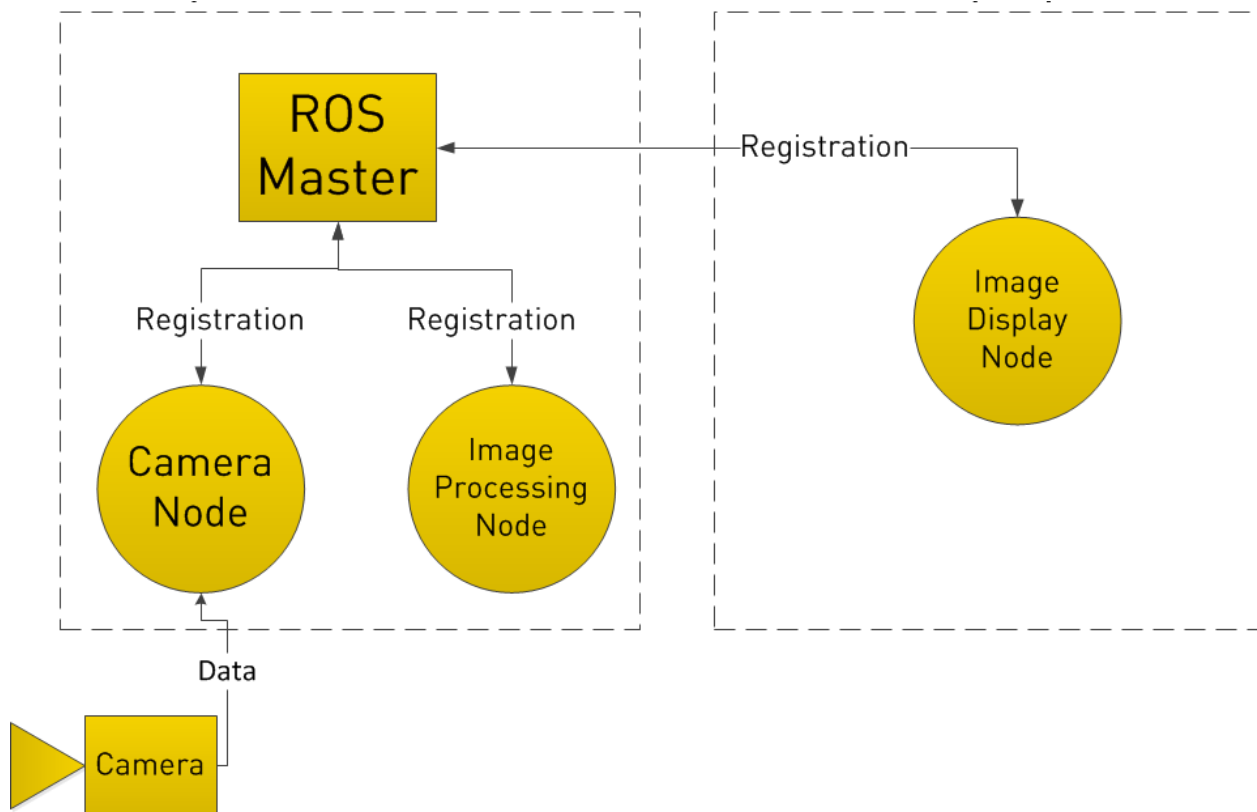 ROS
Master
Registration
Registration
Registration
Image
Display
Node
Camera
Node
Image
Processing
Node
Data
Camera